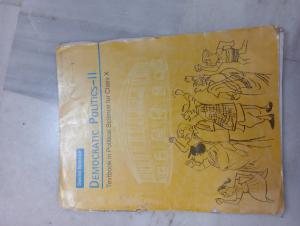 DEMOCRATIC POLITICS-II
Textbook in Political Science for Class X